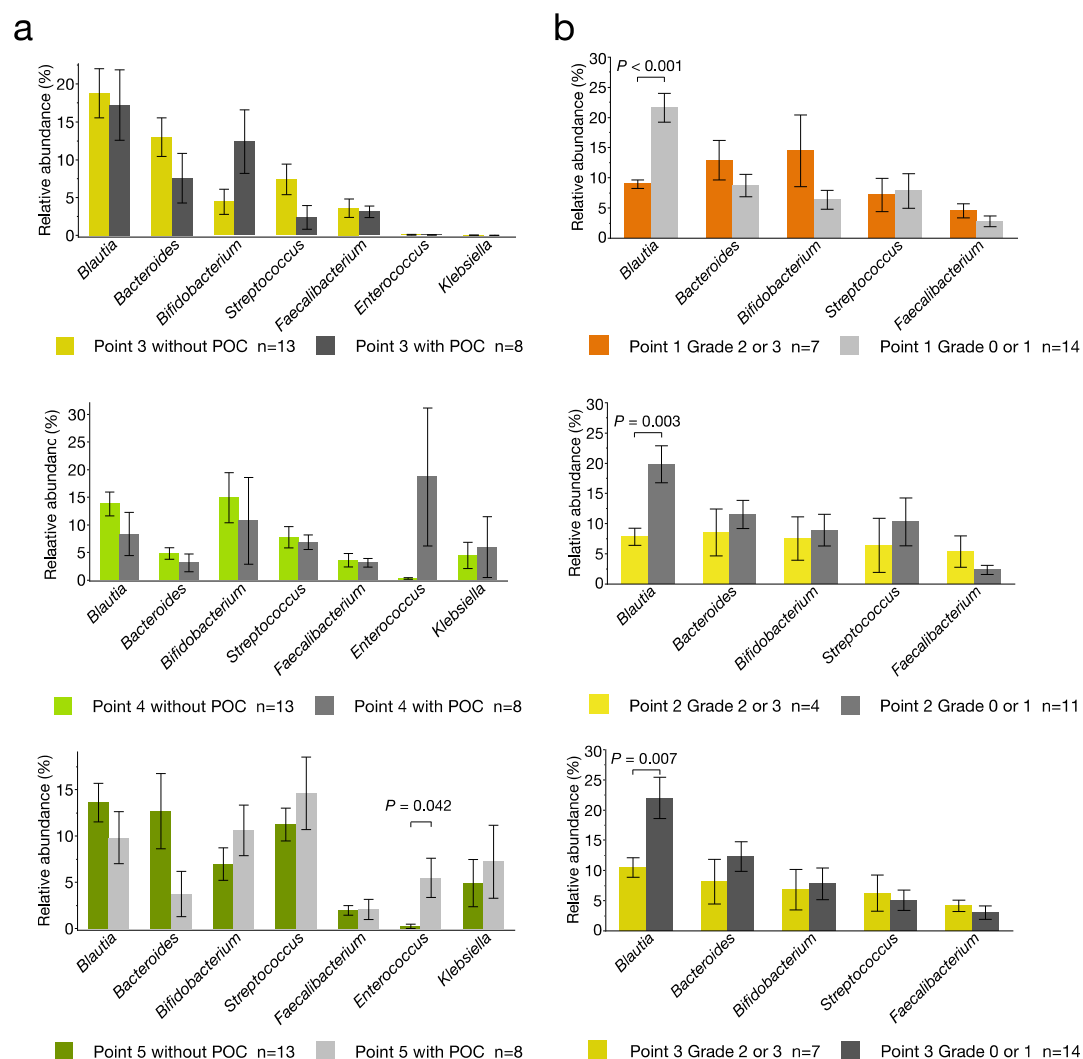 a
Relative abundance (%)
20
15
10
5
0
Blautia
Bacteroides
Bifidobacterium
Streptococcus
Faecalibacterium
Enterococcus
Klebsiella
Point 3 without POC n=13
Point 3 with POC n=8
Relative abundanc (%)
30
25
20
15
10
5
0
Blautia
Bacteroides
Bifidobacterium
Streptococcus
Faecalibacterium
Enterococcus
Klebsiella
Point 4 without POC n=13
Point 4 with POC n=8
Relative abundance (%)
15
10
5
0
P = 0.042
Blautia
Bacteroides
Bifidobacterium
Streptococcus
Faecalibacterium
Enterococcus
Klebsiella
Point 5 without POC n=13
Point 5 with POC n=8
b
Relative abundance (%)
30
25
20
15
10
5
0
P < 0.001
Blautia
Bacteroides
Bifidobacterium
Streptococcus
Faecalibacterium
Point 1 Grade 2 or 3 n=7
Point 1 Grade 0 or 1 n=14
Relative abundance (%)
30
25
20
15
10
5
0
P = 0.003
Blautia
Bacteroides
Bifidobacterium
Streptococcus
Faecalibacterium
Point 2 Grade 2 or 3 n=4
Point 2 Grade 0 or 1 n=11
Relative abundance (%)
30
25
20
15
10
5
0
P = 0.007
Blautia
Bacteroides
Bifidobacterium
Streptococcus
Faecalibacterium
Point 3 Grade 2 or 3 n=7
Point 3 Grade 0 or 1 n=14